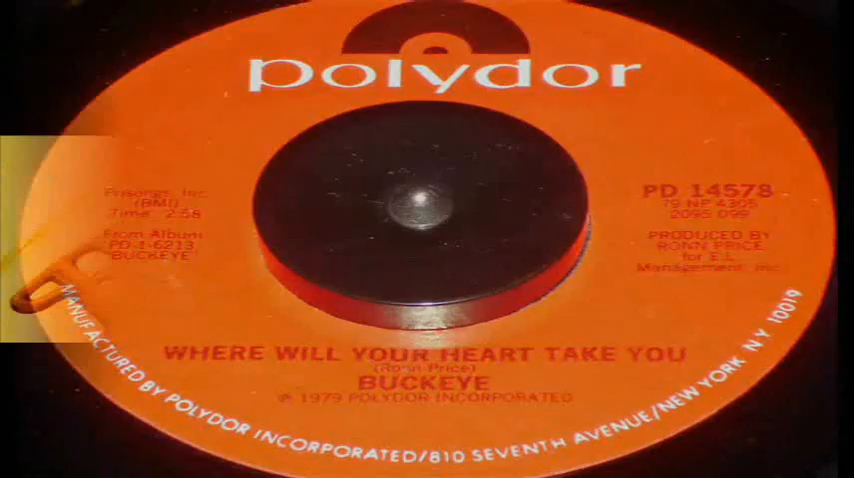 polydor
Frisongs, Inc.
(BMI)
Time: 2:58
From Album
PD-1-6213
"BUCKEYE"
PD 14578
79 NP 4305
2095 099
PRODUCED BY
RONN PRICE
for E.L.
Management, Inc.
WHERE WILL YOUR HEART TAKE YOU
(Ronn Price)
BUCKEYE
℗ 1979 POLYDOR INCORPORATED
MANUFACTURED BY POLYDOR INCORPORATED/810 SEVENTH AVENUE/NEW YORK, NY 10019